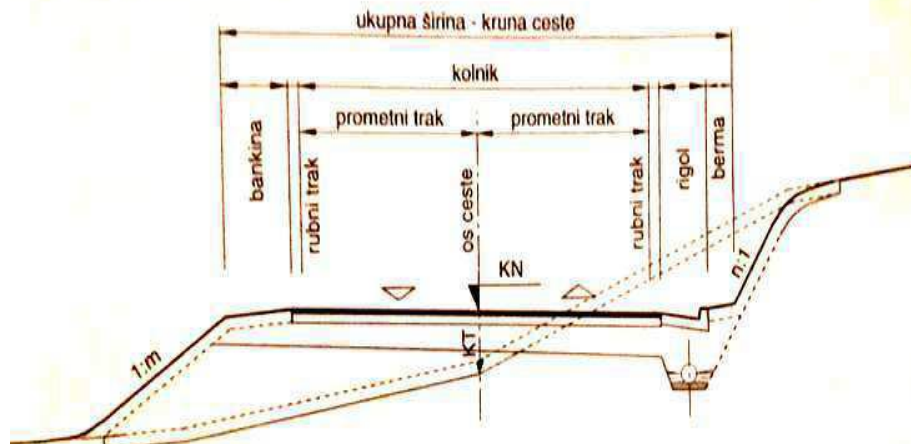 ukupna širina - kruna ceste
kolnik
prometni trak
prometni trak
bankina
rubni trak
os ceste
rubni trak
rigol
berma
KN
KT
1:m
n:1